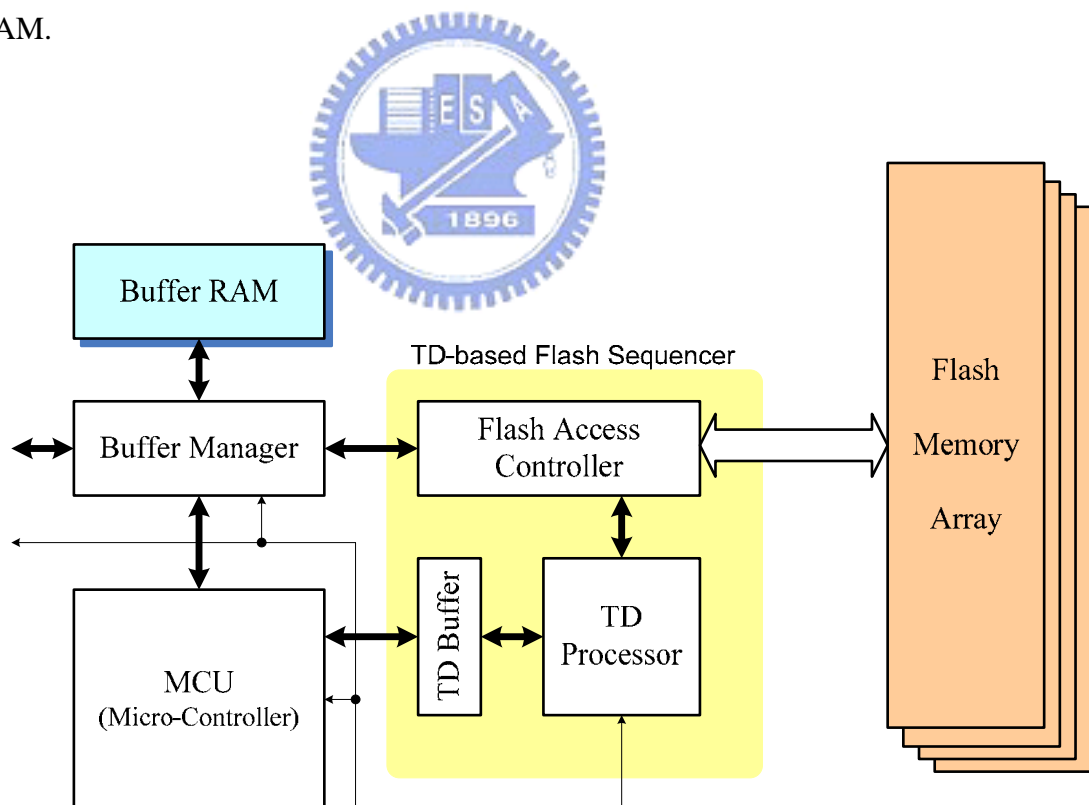 AM.
E S A
1896
Buffer RAM
TD-based Flash Sequencer
Flash
Memory
Array
Buffer Manager
Flash Access
Controller
TD Buffer
TD
Processor
MCU
(Micro-Controller)